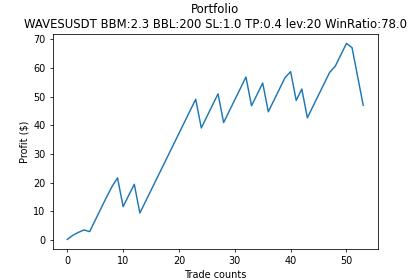 Portfolio
WAVESUSDT BBM:2.3 BBL:200 SL:1.0 TP:0.4 lev:20 WinRatio:78.0
70
60
50
40
30
20
10
0
Profit ($)
0 10 20 30 40 50
Trade counts